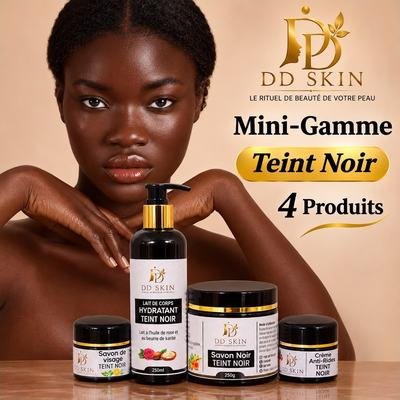 DD SKIN
LE RITUEL DE BEAUTÉ DE VOTRE PEAU
Mini-Gamme
Teint Noir
4 Produits
Savon de
visage
TEINT NOIR
DD SKIN
LAIT DE CORPS
HYDRATANT
TEINT NOIR
Lait à l'huile de rose et
au beurre de karité
250ml
DD SKIN
Savon Noir
TEINT NOIR
250g
DD SKIN
Crème
Anti-Rides
TEINT
NOIR